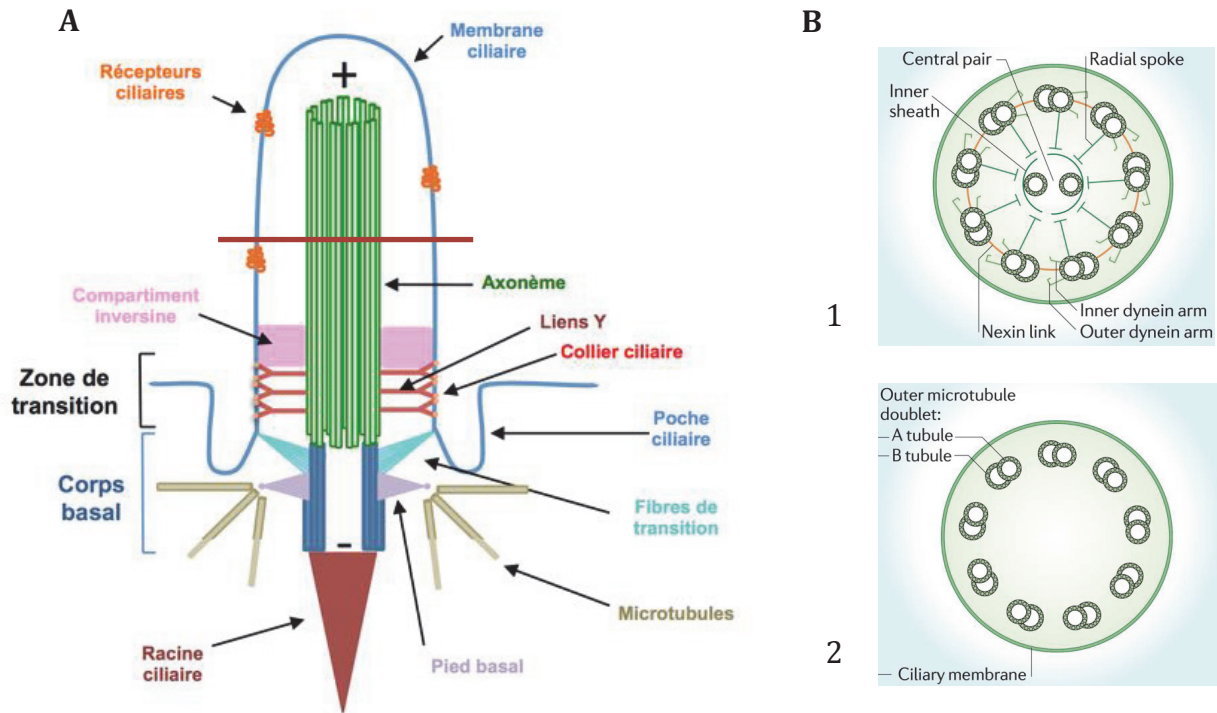 A
Membrane
ciliaire
Récepteurs
ciliaires
+
Axonème
Compartiment
inversine
Liens Y
Collier ciliaire
Zone de
transition
Poche
ciliaire
Corps
basal
Fibres de
transition
-
Microtubules
Racine
ciliaire
Pied basal
B
Central pair
Radial spoke
Inner
sheath
Inner dynein arm
Nexin link
Outer dynein arm
1
Outer microtubule
doublet:
A tubule
B tubule
2
Ciliary membrane